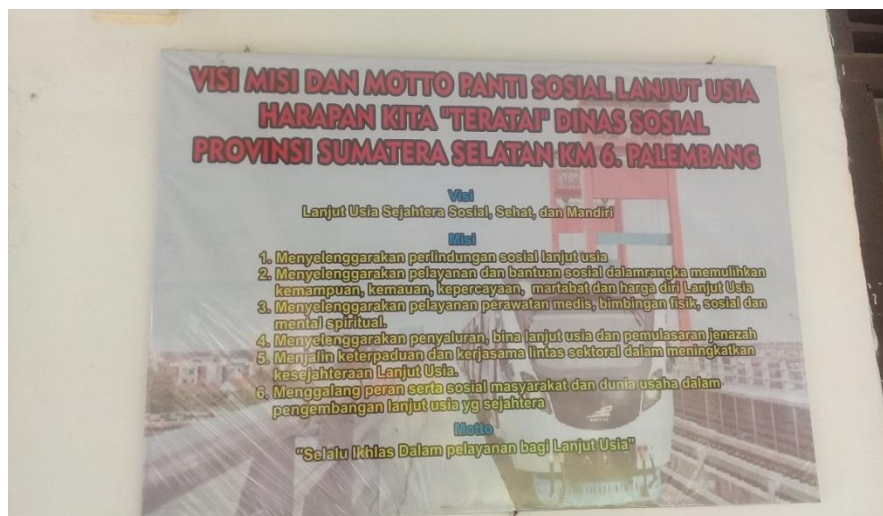 VISI MISI DAN MOTTO PANTI SOSIAL LANJUT USIA
HARAPAN KITA "TERATAI" DINAS SOSIAL
PROVINSI SUMATERA SELATAN KM 6. PALEMBANG
Visi
Lanjut Usia Sejahtera Sosial, Sehat, dan Mandiri
Misi
1. Menyelenggarakan perlindungan sosial lanjut usia
2. Menyelenggarakan pelayanan dan bantuan sosial dalamrangka memulihkan
kemampuan, kemauan, kepercayaan, martabat dan harga diri Lanjut Usia
3. Menyelenggarakan pelayanan perawatan medis, bimbingan fisik, sosial dan
mental spiritual.
4. Menyelenggarakan penyaluran, bina lanjut usia dan pemulasaran jenazah
5. Menjalin keterpaduan dan kerjasama lintas sektoral dalam meningkatkan
kesejahteraan Lanjut Usia.
6. Menggalang peran serta sosial masyarakat dan dunia usaha dalam
pengembangan lanjut usia yg sejahtera
Motto
"Selalu Ikhlas Dalam pelayanan bagi Lanjut Usia"